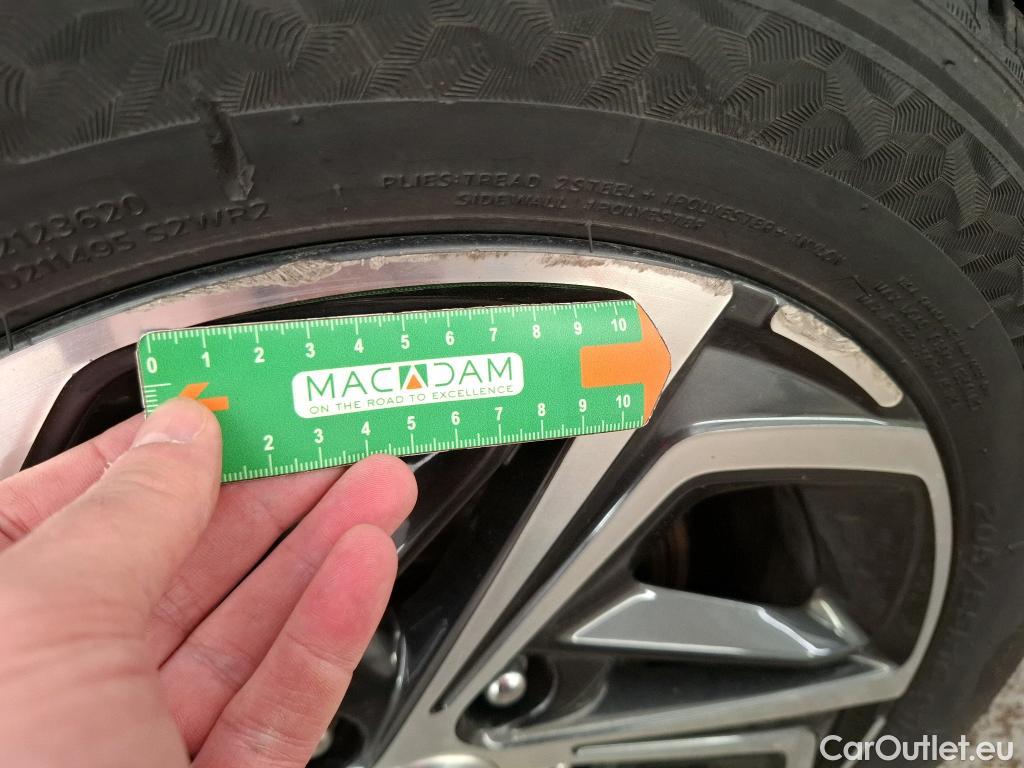 PLIES:TREAD 2STEEL+ 1POLYESTER+ 1NYLON
SIDEWALL 1POLYESTER
2123620
0211495 S2WR2
0 1 2 3 4 5 6 7 8 9 10
MACADAM
ON THE ROAD TO EXCELLENCE
2 3 4 5 6 7 8 9 10
CarOutlet.eu